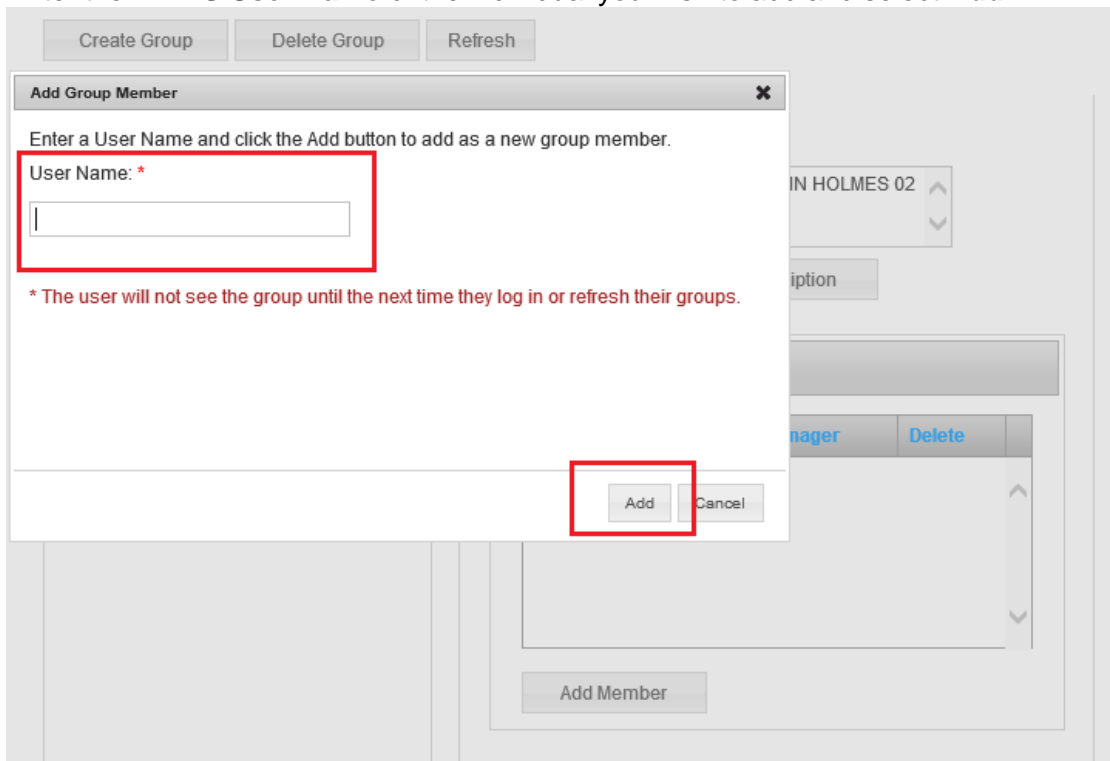 Create Group Delete Group Refresh
Add Group Member
Enter a User Name and click the Add button to add as a new group member.
User Name: *
IN HOLMES 02
iption
* The user will not see the group until the next time they log in or refresh their groups.
nager Delete
Add Cancel
Add Member